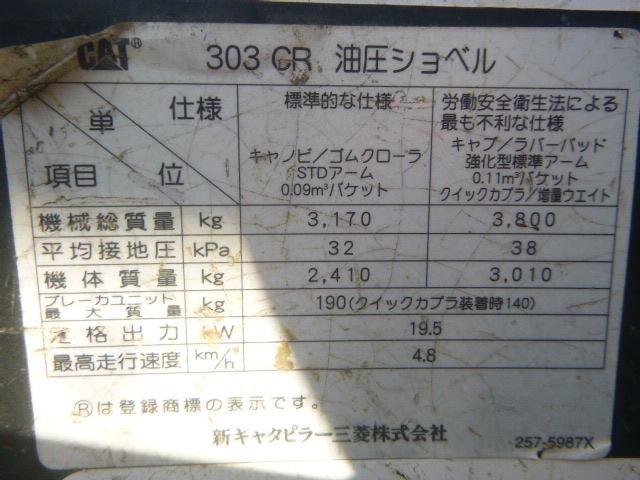 CAT® 303 CR 油圧ショベル
仕様
単
項目 位
標準的な仕様
キャノピ／ゴムクローラ
STDアーム
0.09m³バケット
労働安全衛生法による
最も不利な仕様
キャブ／ラバーパッド
強化型標準アーム
0.11m³バケット
クイックカプラ／増量ウエイト
機械総質量 kg 3,170 3,800
平均接地圧 kPa 32 38
機体質量 kg 2,410 3,010
ブレーカユニット
最大質量 kg 190(クイックカプラ装着時140)
格出力 W 19.5
最高走行速度 km/h 4.8
Ⓡは登録商標の表示です。
新キャタピラー三菱株式会社
257-5987X